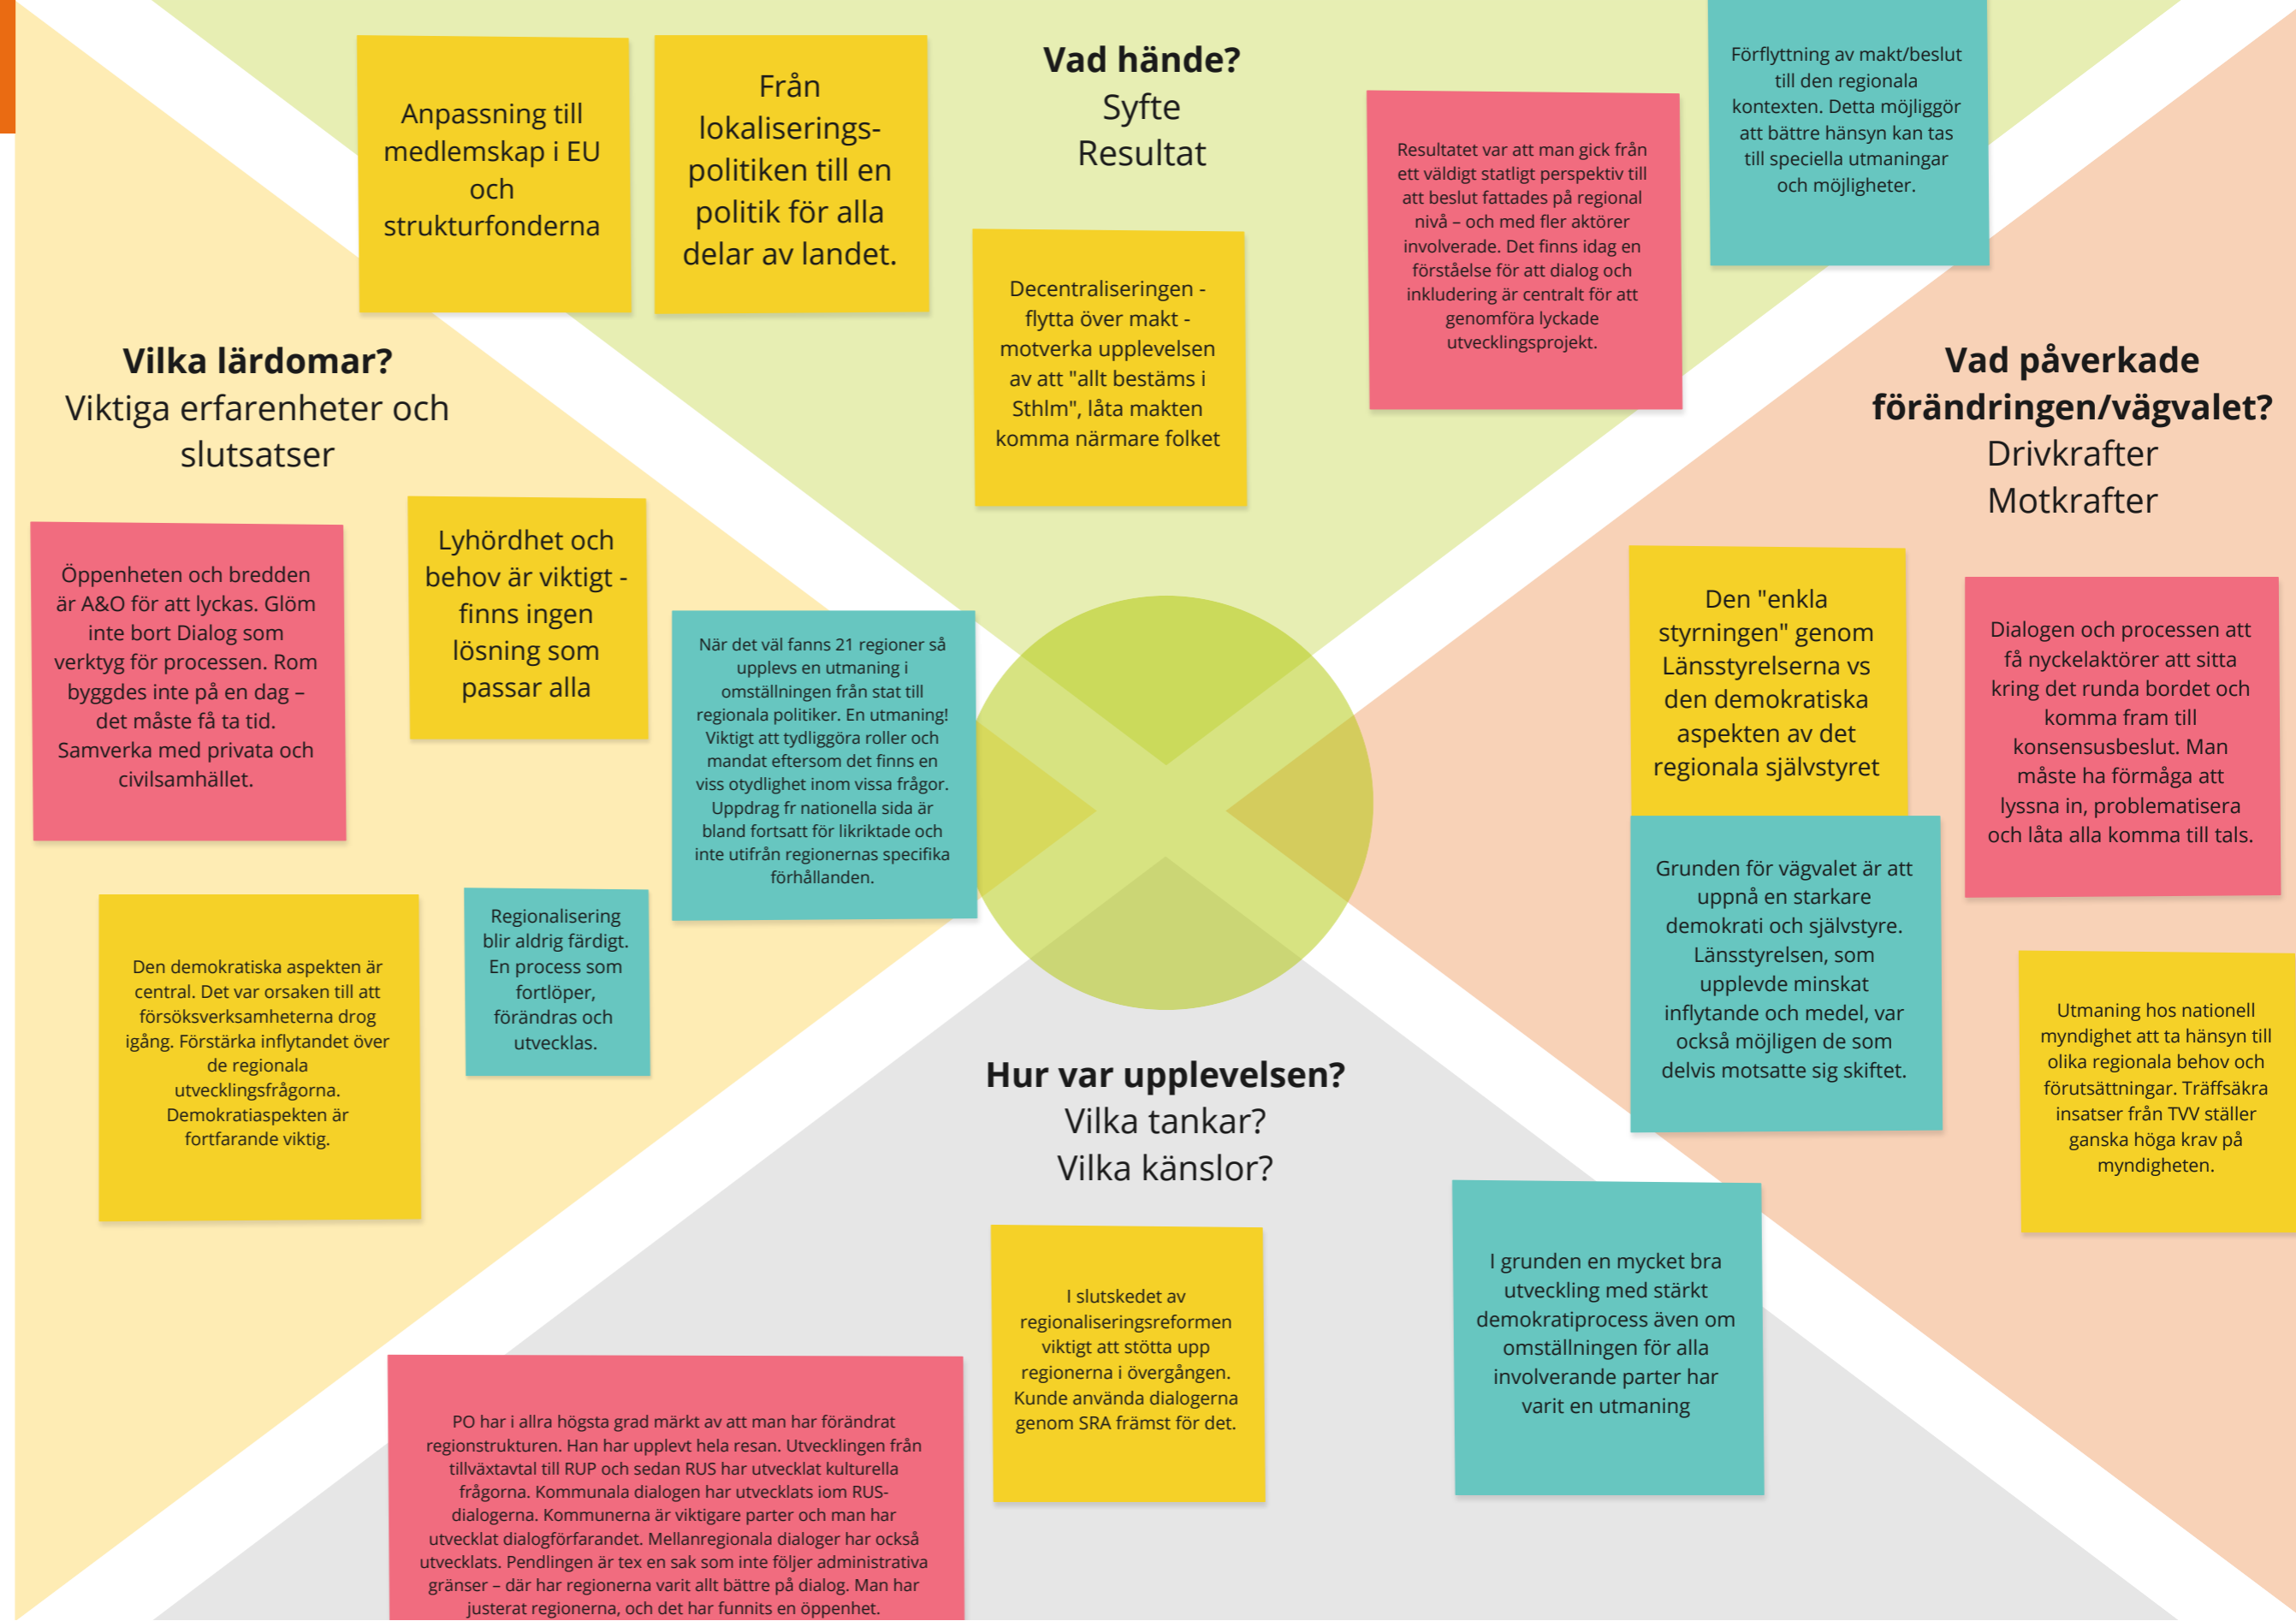 Vad hände?
Syfte
Resultat
Anpassning till
medlemskap i EU
och
strukturfonderna
Från
lokaliserings-
politiken till en
politik för alla
delar av landet.
Decentraliseringen -
flytta över makt -
motverka upplevelsen
av att "allt bestäms i
Sthlm", låta makten
komma närmare folket
Resultatet var att man gick från
ett väldigt statligt perspektiv till
att beslut fattades på regional
nivå – och med fler aktörer
involverade. Det finns idag en
förståelse för att dialog och
inkludering är centralt för att
genomföra lyckade
utvecklingsprojekt.
Förflyttning av makt/beslut
till den regionala
kontexten. Detta möjliggör
att bättre hänsyn kan tas
till speciella utmaningar
och möjligheter.
Vilka lärdomar?
Viktiga erfarenheter och
slutsatser
Öppenheten och bredden
är A&O för att lyckas. Glöm
inte bort Dialog som
verktyg för processen. Rom
byggdes inte på en dag –
det måste få ta tid.
Samverka med privata och
civilsamhället.
Lyhördhet och
behov är viktigt -
finns ingen
lösning som
passar alla
När det väl fanns 21 regioner så
upplevs en utmaning i
omställningen från stat till
regionala politiker. En utmaning!
Viktigt att tydliggöra roller och
mandat eftersom det finns en
viss otydlighet inom vissa frågor.
Uppdrag fr nationella sida är
bland fortsatt för likriktade och
inte utifrån regionernas specifika
förhållanden.
Den demokratiska aspekten är
central. Det var orsaken till att
försöksverksamheterna drog
igång. Förstärka inflytandet över
de regionala
utvecklingsfrågorna.
Demokratiaspekten är
fortfarande viktig.
Regionalisering
blir aldrig färdigt.
En process som
fortlöper,
förändras och
utvecklas.
Vad påverkade
förändringen/vägvalet?
Drivkrafter
Motkrafter
Den "enkla
styrningen" genom
Länsstyrelserna vs
den demokratiska
aspekten av det
regionala självstyret
Dialogen och processen att
få nyckelaktörer att sitta
kring det runda bordet och
komma fram till
konsensusbeslut. Man
måste ha förmåga att
lyssna in, problematisera
och låta alla komma till tals.
Grunden för vägvalet är att
uppnå en starkare
demokrati och självstyre.
Länsstyrelsen, som
upplevde minskat
inflytande och medel, var
också möjligen de som
delvis motsatte sig skiftet.
Utmaning hos nationell
myndighet att ta hänsyn till
olika regionala behov och
förutsättningar. Träffsäkra
insatser från TVV ställer
ganska höga krav på
myndigheten.
Hur var upplevelsen?
Vilka tankar?
Vilka känslor?
I slutskedet av
regionaliseringsreformen
viktigt att stötta upp
regionerna i övergången.
Kunde använda dialogerna
genom SRA främst för det.
I grunden en mycket bra
utveckling med stärkt
demokratiprocess även om
omställningen för alla
involverande parter har
varit en utmaning
PO har i allra högsta grad märkt av att man har förändrat
regionstrukturen. Han har upplevt hela resan. Utvecklingen från
tillväxtavtal till RUP och sedan RUS har utvecklat kulturella
frågorna. Kommunala dialogen har utvecklats iom RUS-
dialogerna. Kommunerna är viktigare parter och man har
utvecklat dialogförfarandet. Mellanregionala dialoger har också
utvecklats. Pendlingen är tex en sak som inte följer administrativa
gränser – där har regionerna varit allt bättre på dialog. Man har
justerat regionerna, och det har funnits en öppenhet.